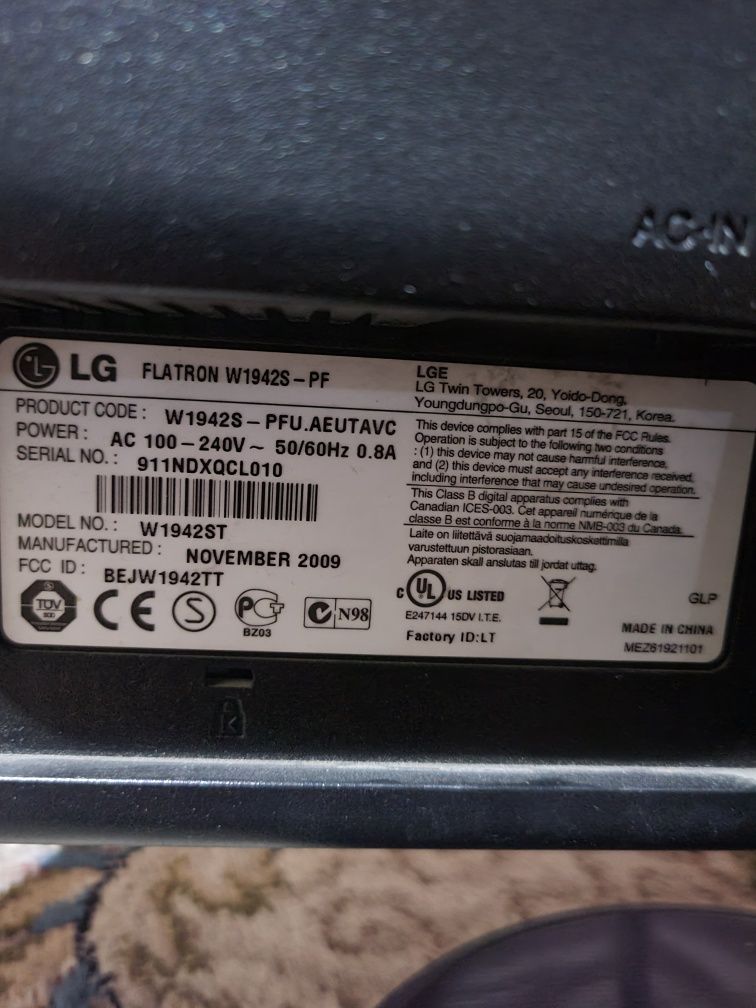 AC-IN
LG FLATRON W1942S-PF
PRODUCT CODE : W1942S-PFU.AEUTAVC
POWER : AC 100-240V~ 50/60Hz 0.8A
SERIAL NO. : 911NDXQCL010
MODEL NO. : W1942ST
MANUFACTURED : NOVEMBER 2009
FCC ID : BEJW1942TT
TÜV
CE
S
PCT
BZ03
N98
LGE
LG Twin Towers, 20, Yoido-Dong,
Youngdungpo-Gu, Seoul, 150-721, Korea.
This device complies with part 15 of the FCC Rules.
Operation is subject to the following two conditions
: (1) this device may not cause harmful interference,
and (2) this device must accept any interference received,
including interference that may cause undesired operation.
This Class B digital apparatus complies with
Canadian ICES-003. Cet appareil numérique de la
classe B est conforme à la norme NMB-003 du Canada.
Laite on liitettävä suojamaadoituskoskettimilla
varustettuun pistorasiaan.
Apparaten skall anslutas till jordat uttag.
C UL US LISTED
E247144 15DV I.T.E.
Factory ID:LT
GLP
MADE IN CHINA
MEZ61921101